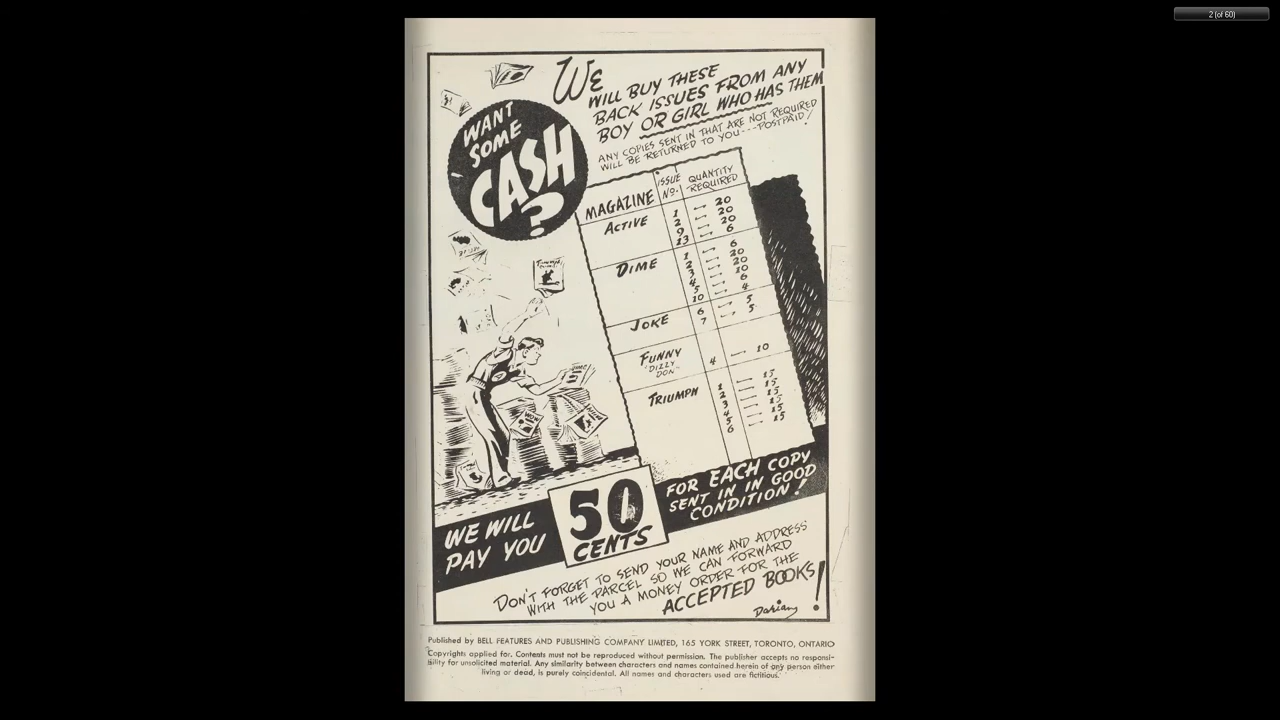 2 (of 60)
WANT
SOME
CASH
?
WE
WILL BUY THESE
BACK ISSUES FROM ANY
BOY OR GIRL WHO HAS THEM
ANY COPIES SENT IN THAT ARE NOT REQUIRED
WILL BE RETURNED TO YOU---POSTPAID!
MAGAZINE ISSUE NO. QUANTITY REQUIRED
ACTIVE 1 20
2 20
9 20
13 6
DIME 1 6
2 20
3 20
4 10
5 6
10 4
JOKE 6 5
7 5
FUNNY 4 10
"DIZZY
DON"
TRIUMPH 1 15
2 15
3 15
4 15
5 15
6 15
WE WILL
PAY YOU
50
CENTS
FOR EACH COPY
SENT IN IN GOOD
CONDITION!
DON'T FORGET TO SEND YOUR NAME AND ADDRESS
WITH THE PARCEL SO WE CAN FORWARD
YOU A MONEY ORDER FOR THE
ACCEPTED BOOKS!
Darian
Published by BELL FEATURES AND PUBLISHING COMPANY LIMITED, 165 YORK STREET, TORONTO, ONTARIO
Copyrights applied for. Contents must not be reproduced without permission. The publisher accepts no responsi-
bility for unsolicited material. Any similarity between characters and names contained herein of any person either
living or dead, is purely coincidental. All names and characters used are fictitious.